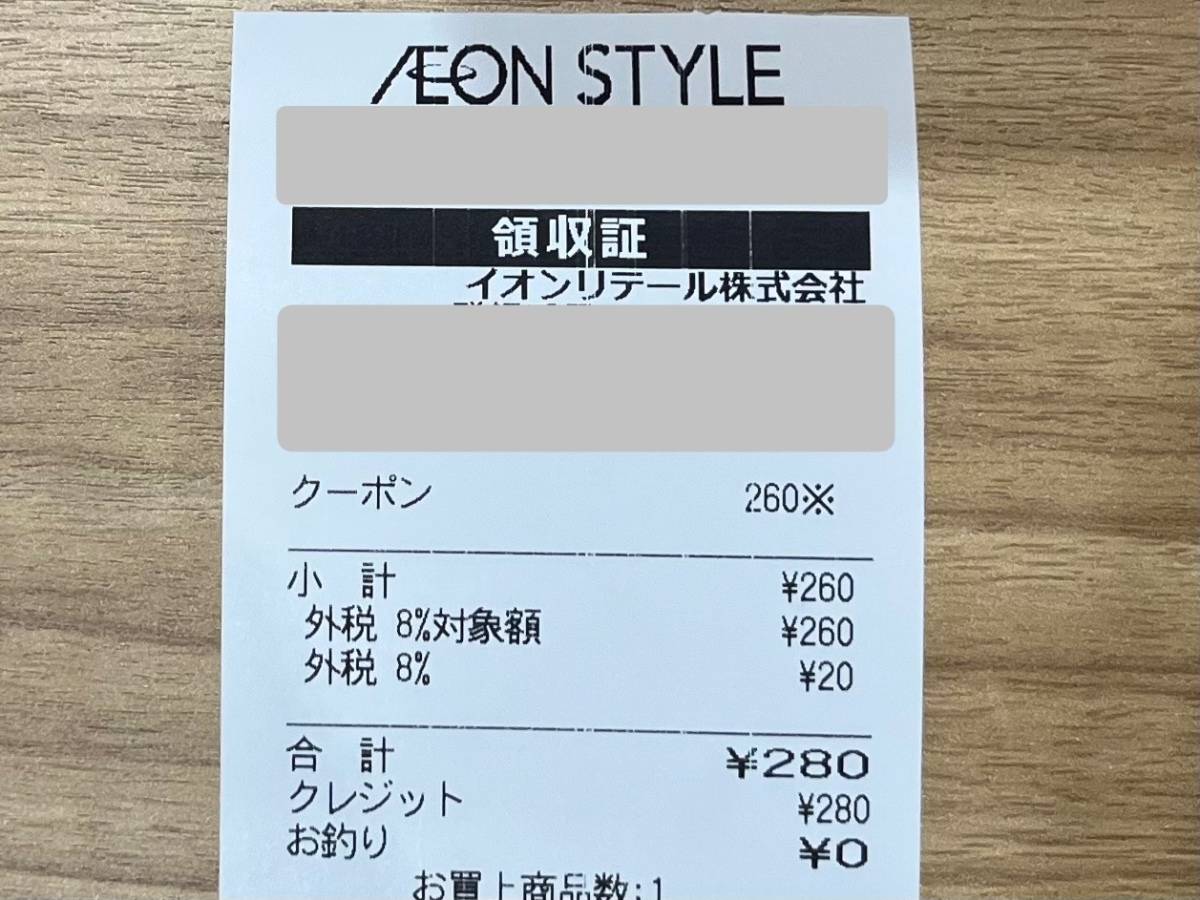 ÆON STYLE
領収証
イオンリテール株式会社
クーポン 260※
小 計 ¥260
外税 8%対象額 ¥260
外税 8% ¥20
合 計 ¥280
クレジット ¥280
お釣り ¥0
お買上商品数:1